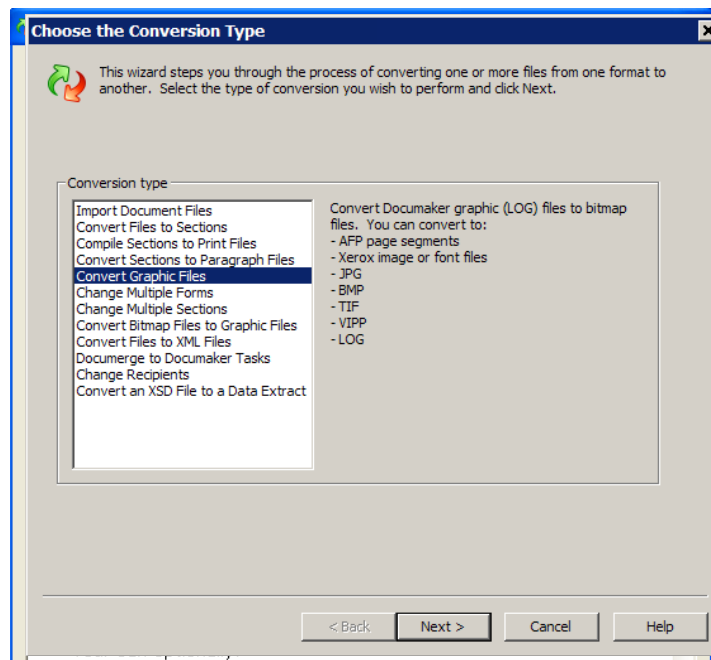 Choose the Conversion Type
This wizard steps you through the process of converting one or more files from one format to
another.  Select the type of conversion you wish to perform and click Next.
Conversion type
Import Document Files
Convert Files to Sections
Compile Sections to Print Files
Convert Sections to Paragraph Files
Convert Graphic Files
Change Multiple Forms
Change Multiple Sections
Convert Bitmap Files to Graphic Files
Convert Files to XML Files
Documerge to Documaker Tasks
Change Recipients
Convert an XSD File to a Data Extract
Convert Documaker graphic (LOG) files to bitmap
files.  You can convert to:
- AFP page segments
- Xerox image or font files
- JPG
- BMP
- TIF
- VIPP
- LOG
< Back
Next >
Cancel
Help